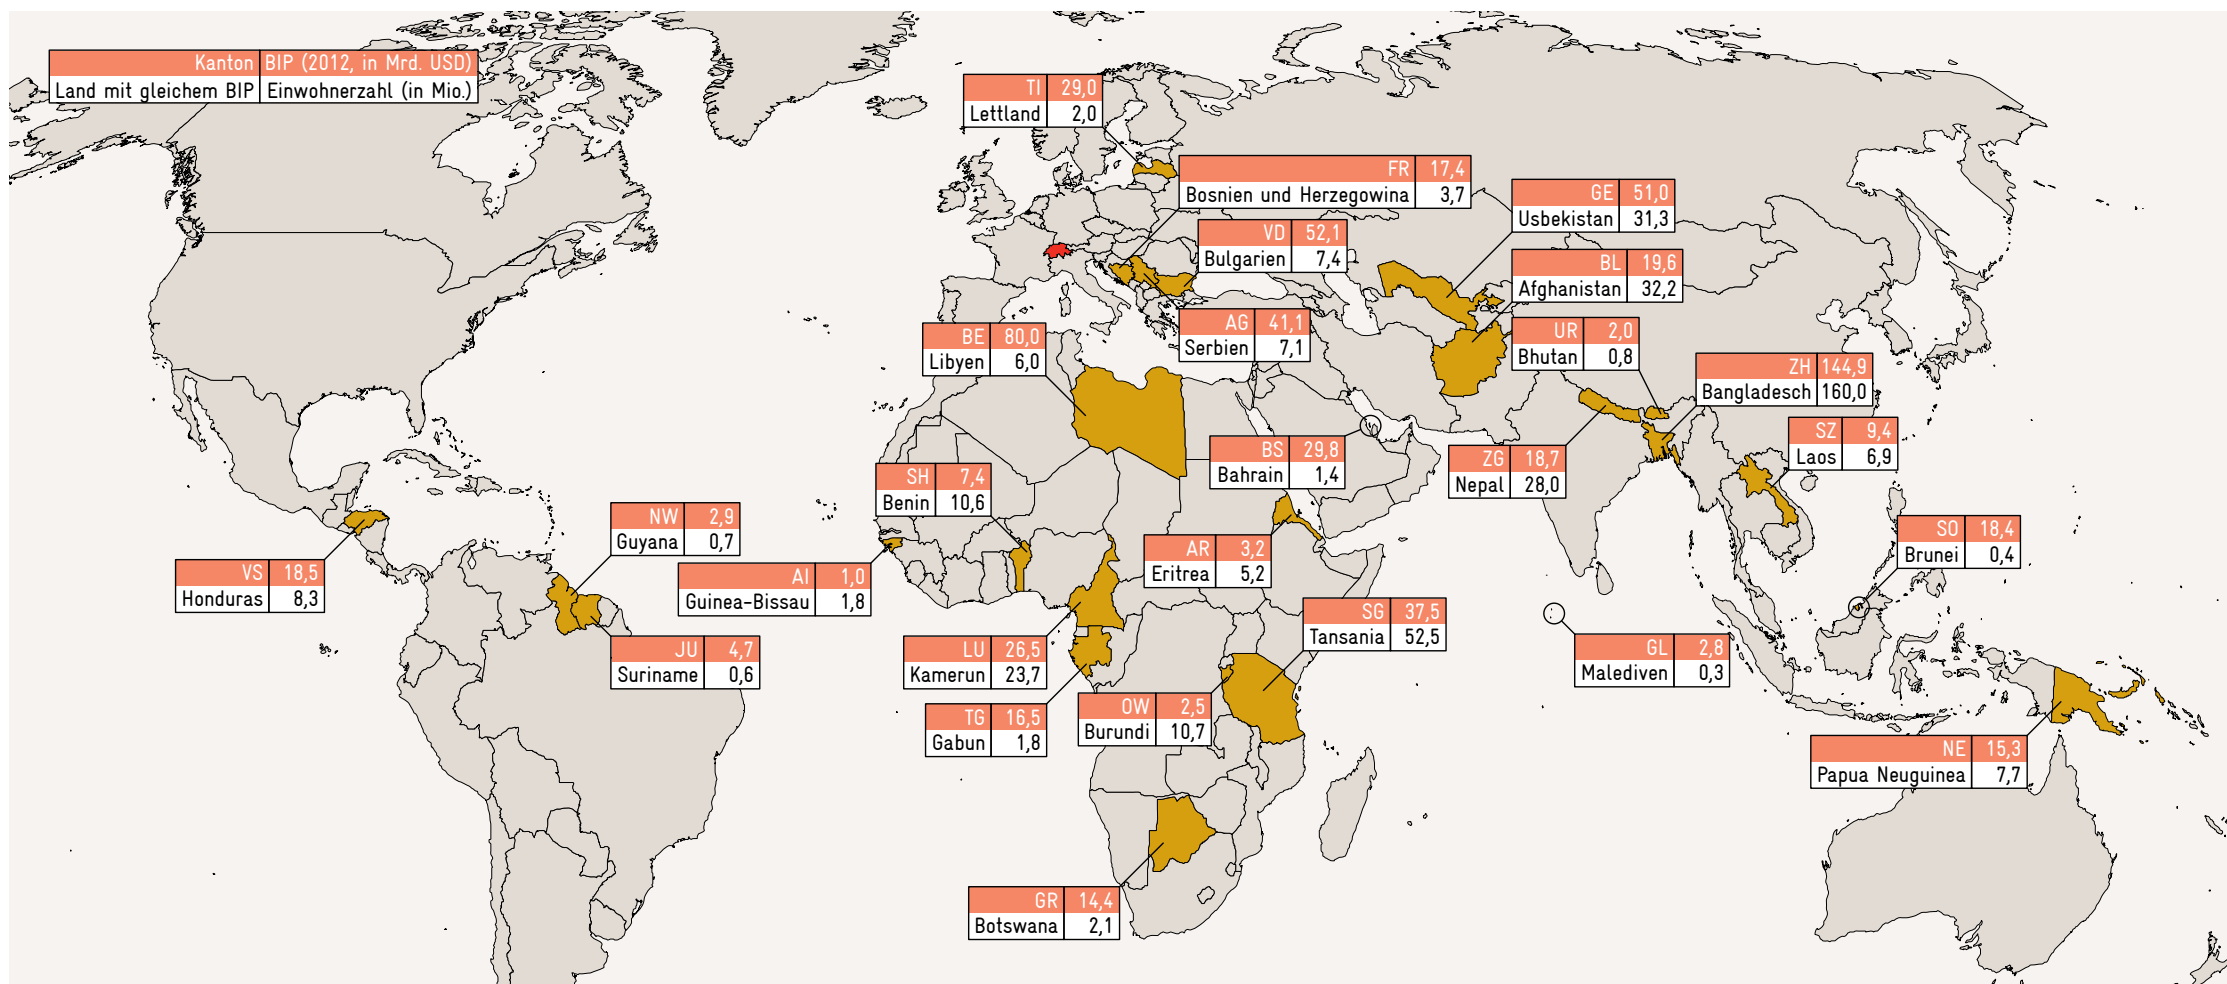 Kanton BIP (2012, in Mrd. USD)
Land mit gleichem BIP Einwohnerzahl (in Mio.)
TI 29,0
Lettland 2,0
FR 17,4
Bosnien und Herzegowina 3,7
GE 51,0
Usbekistan 31,3
VD 52,1
Bulgarien 7,4
BL 19,6
Afghanistan 32,2
AG 41,1
Serbien 7,1
BE 80,0
Libyen 6,0
UR 2,0
Bhutan 0,8
ZH 144,9
Bangladesch 160,0
SZ 9,4
Laos 6,9
BS 29,8
Bahrain 1,4
ZG 18,7
Nepal 28,0
SH 7,4
Benin 10,6
NW 2,9
Guyana 0,7
SO 18,4
Brunei 0,4
AR 3,2
Eritrea 5,2
VS 18,5
Honduras 8,3
AI 1,0
Guinea-Bissau 1,8
SG 37,5
Tansania 52,5
JU 4,7
Suriname 0,6
LU 26,5
Kamerun 23,7
GL 2,8
Malediven 0,3
OW 2,5
Burundi 10,7
TG 16,5
Gabun 1,8
NE 15,3
Papua Neuguinea 7,7
GR 14,4
Botswana 2,1